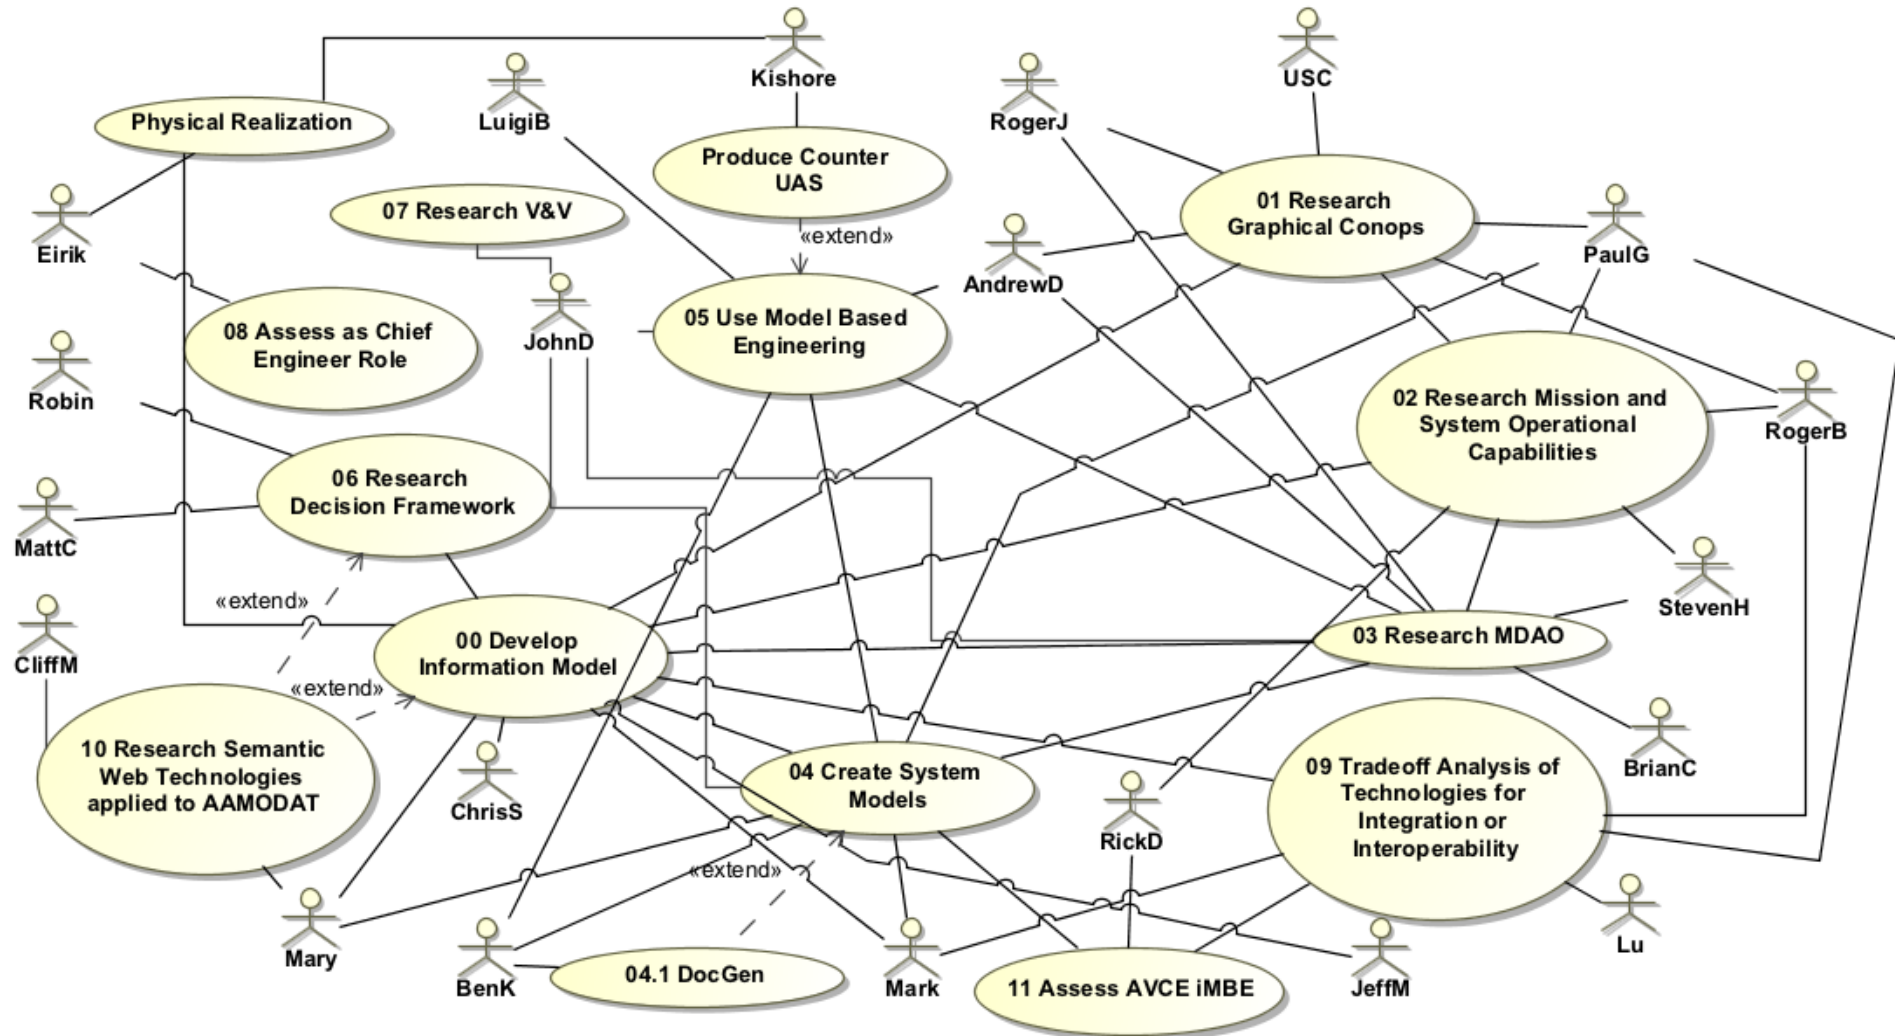 Kishore
USC
LuigiB
RogerJ
Physical Realization
Produce Counter
UAS
07 Research V&V
01 Research
Graphical Conops
«extend»
Eirik
PaulG
AndrewD
08 Assess as Chief
Engineer Role
JohnD
05 Use Model Based
Engineering
Robin
02 Research Mission and
System Operational
Capabilities
RogerB
06 Research
Decision Framework
MattC
«extend»
StevenH
CliffM
00 Develop
Information Model
03 Research MDAO
«extend»
10 Research Semantic
Web Technologies
applied to AAMODAT
ChrisS
04 Create System
Models
BrianC
09 Tradeoff Analysis of
Technologies for
Integration or
Interoperability
RickD
«extend»
Mary
BenK
04.1 DocGen
Mark
11 Assess AVCE iMBE
JeffM
Lu